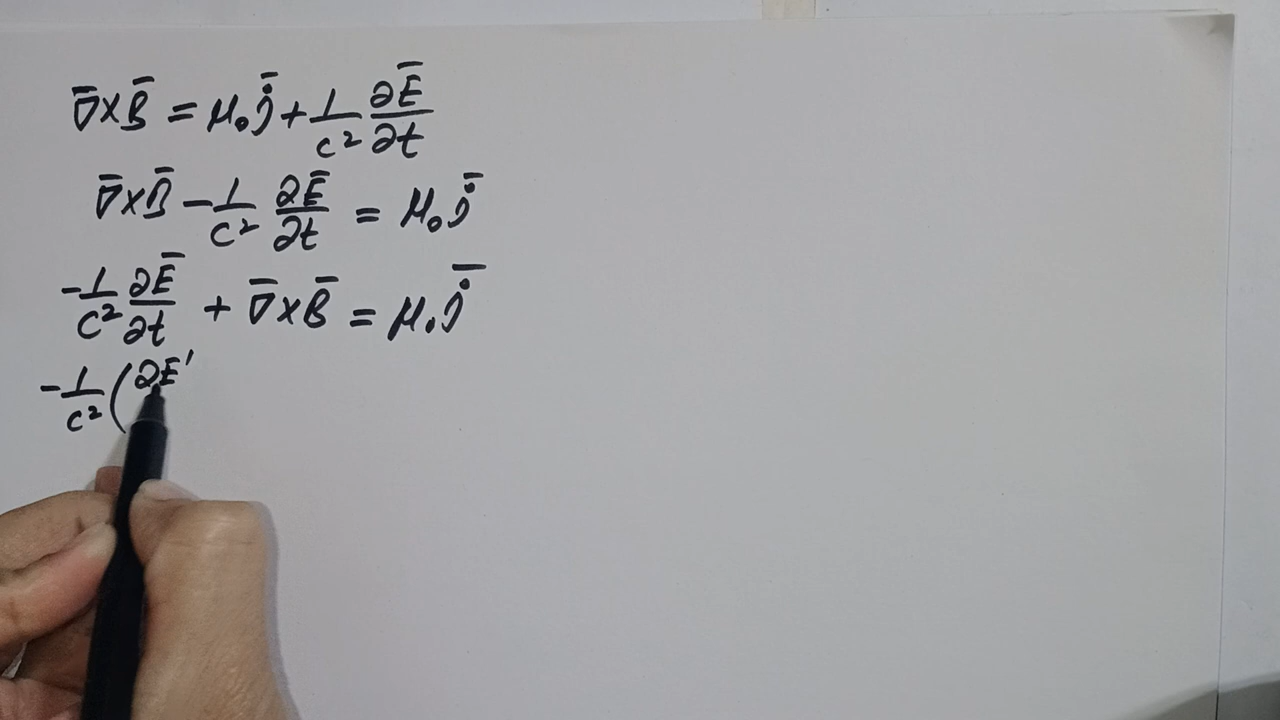 ∇̄×B̄ = μ₀j̄ + 1/c² ∂Ē/∂t
∇̄×B̄ − 1/c² ∂Ē/∂t = μ₀j̄
−1/c² ∂Ē/∂t + ∇̄×B̄ = μ₀j̄
−1/c² (∂E'